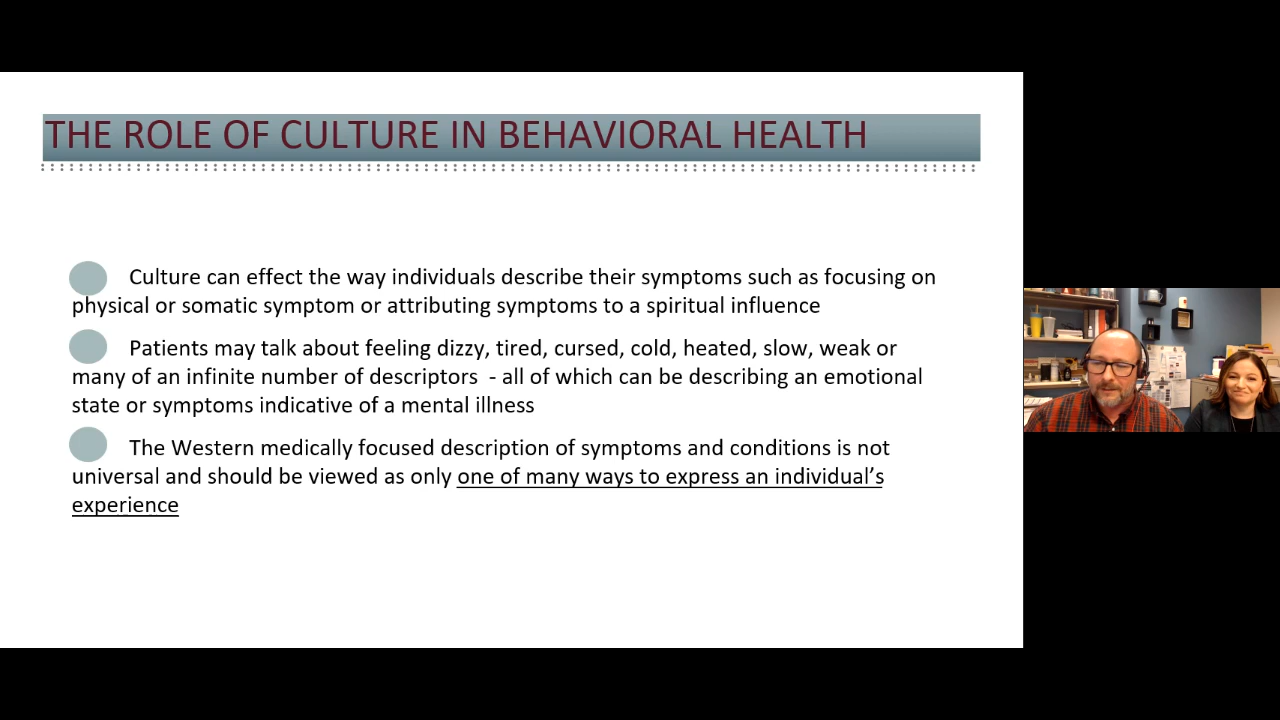 THE ROLE OF CULTURE IN BEHAVIORAL HEALTH
Culture can effect the way individuals describe their symptoms such as focusing on
physical or somatic symptom or attributing symptoms to a spiritual influence
Patients may talk about feeling dizzy, tired, cursed, cold, heated, slow, weak or
many of an infinite number of descriptors  - all of which can be describing an emotional
state or symptoms indicative of a mental illness
The Western medically focused description of symptoms and conditions is not
universal and should be viewed as only one of many ways to express an individual’s
experience